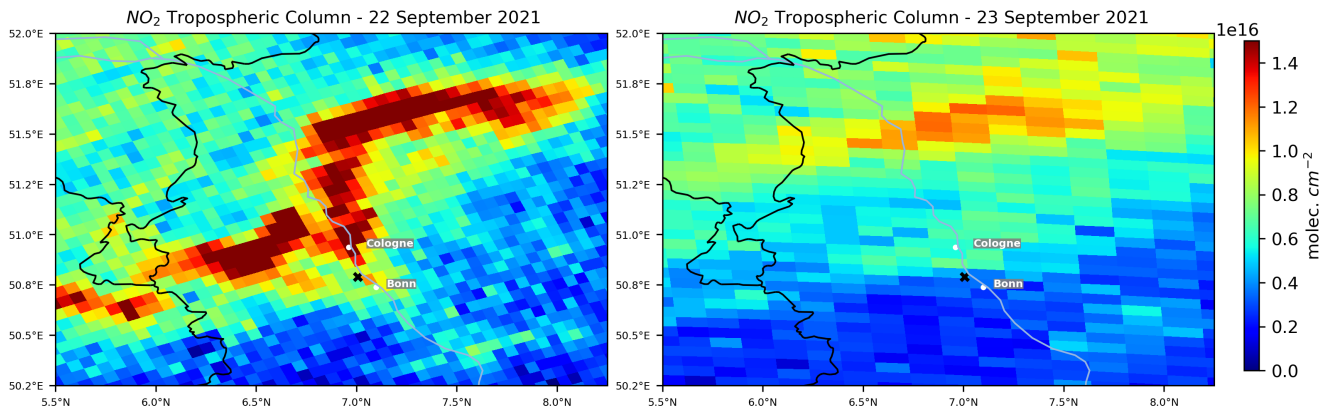 NO2 Tropospheric Column - 22 September 2021
52.0°E
51.8°E
51.5°E
51.2°E
51.0°E
50.8°E
50.5°E
50.2°E
5.5°N
6.0°N
6.5°N
7.0°N
7.5°N
8.0°N
Cologne
Bonn
NO2 Tropospheric Column - 23 September 2021
52.0°E
51.8°E
51.5°E
51.2°E
51.0°E
50.8°E
50.5°E
50.2°E
5.5°N
6.0°N
6.5°N
7.0°N
7.5°N
8.0°N
Cologne
Bonn
1e16
1.4
1.2
1.0
0.8
0.6
0.4
0.2
0.0
molec. cm−2